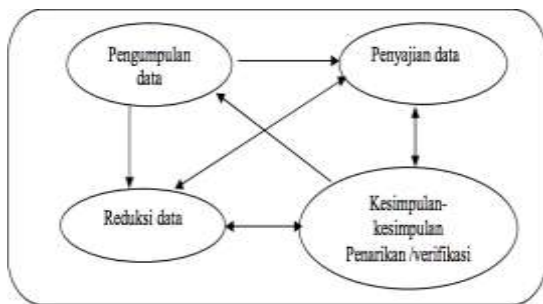 Pengumpulan
data
Penyajian data
Reduksi data
Kesimpulan-
kesimpulan
Penarikan /verifikasi